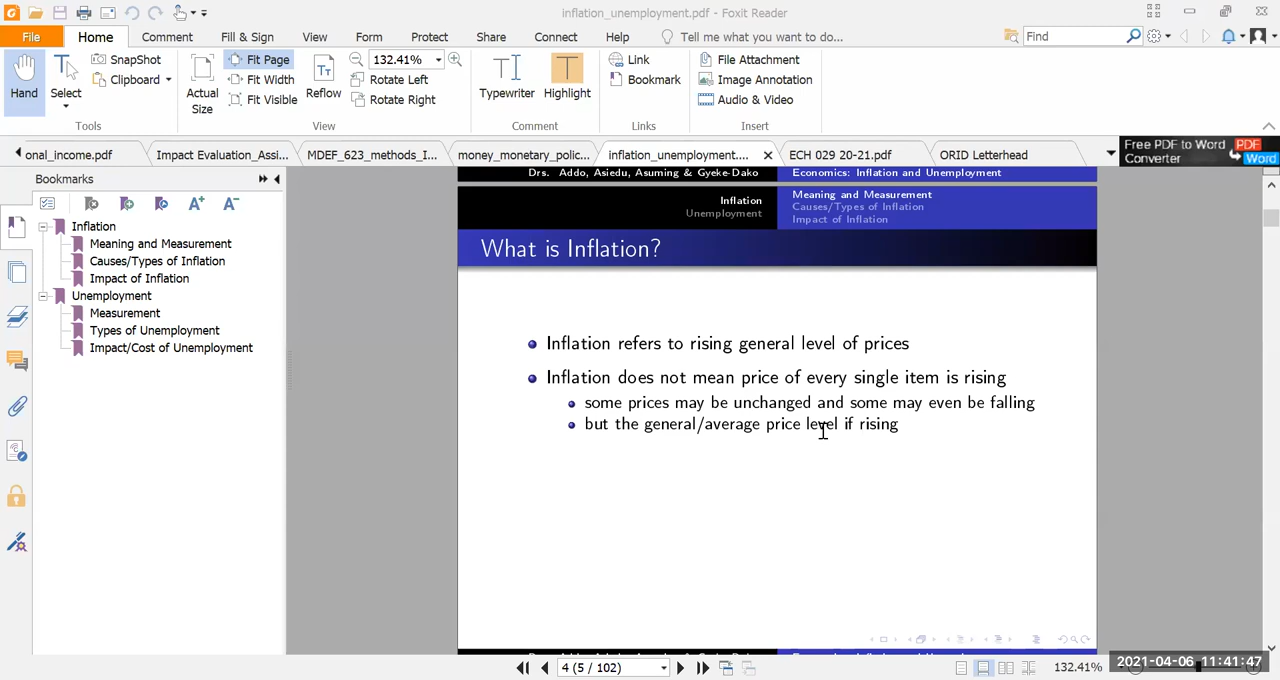 inflation_unemployment.pdf - Foxit Reader
File Home Comment Fill & Sign View Form Protect Share Connect Help Tell me what you want to do... Find
SnapShot
Clipboard
Hand Select
Actual Size
Fit Page
Fit Width
Fit Visible
Reflow
132.41%
Rotate Left
Rotate Right
Typewriter Highlight
Link
Bookmark
File Attachment
Image Annotation
Audio & Video
Tools View Comment Links Insert
onal_income.pdf Impact Evaluation_Assi... MDEF_623_methods_I... money_monetary_polic... inflation_unemployment.... ECH 029 20-21.pdf ORID Letterhead
Free PDF to Word
Converter
PDF
Word
Bookmarks
Inflation
Meaning and Measurement
Causes/Types of Inflation
Impact of Inflation
Unemployment
Measurement
Types of Unemployment
Impact/Cost of Unemployment
Drs. Addo, Asiedu, Asuming & Gyeke-Dako Economics: Inflation and Unemployment
Inflation
Unemployment
Meaning and Measurement
Causes/Types of Inflation
Impact of Inflation
What is Inflation?
Inflation refers to rising general level of prices
Inflation does not mean price of every single item is rising
some prices may be unchanged and some may even be falling
but the general/average price level if rising
4 (5 / 102)
132.41%
2021-04-06 11:41:47